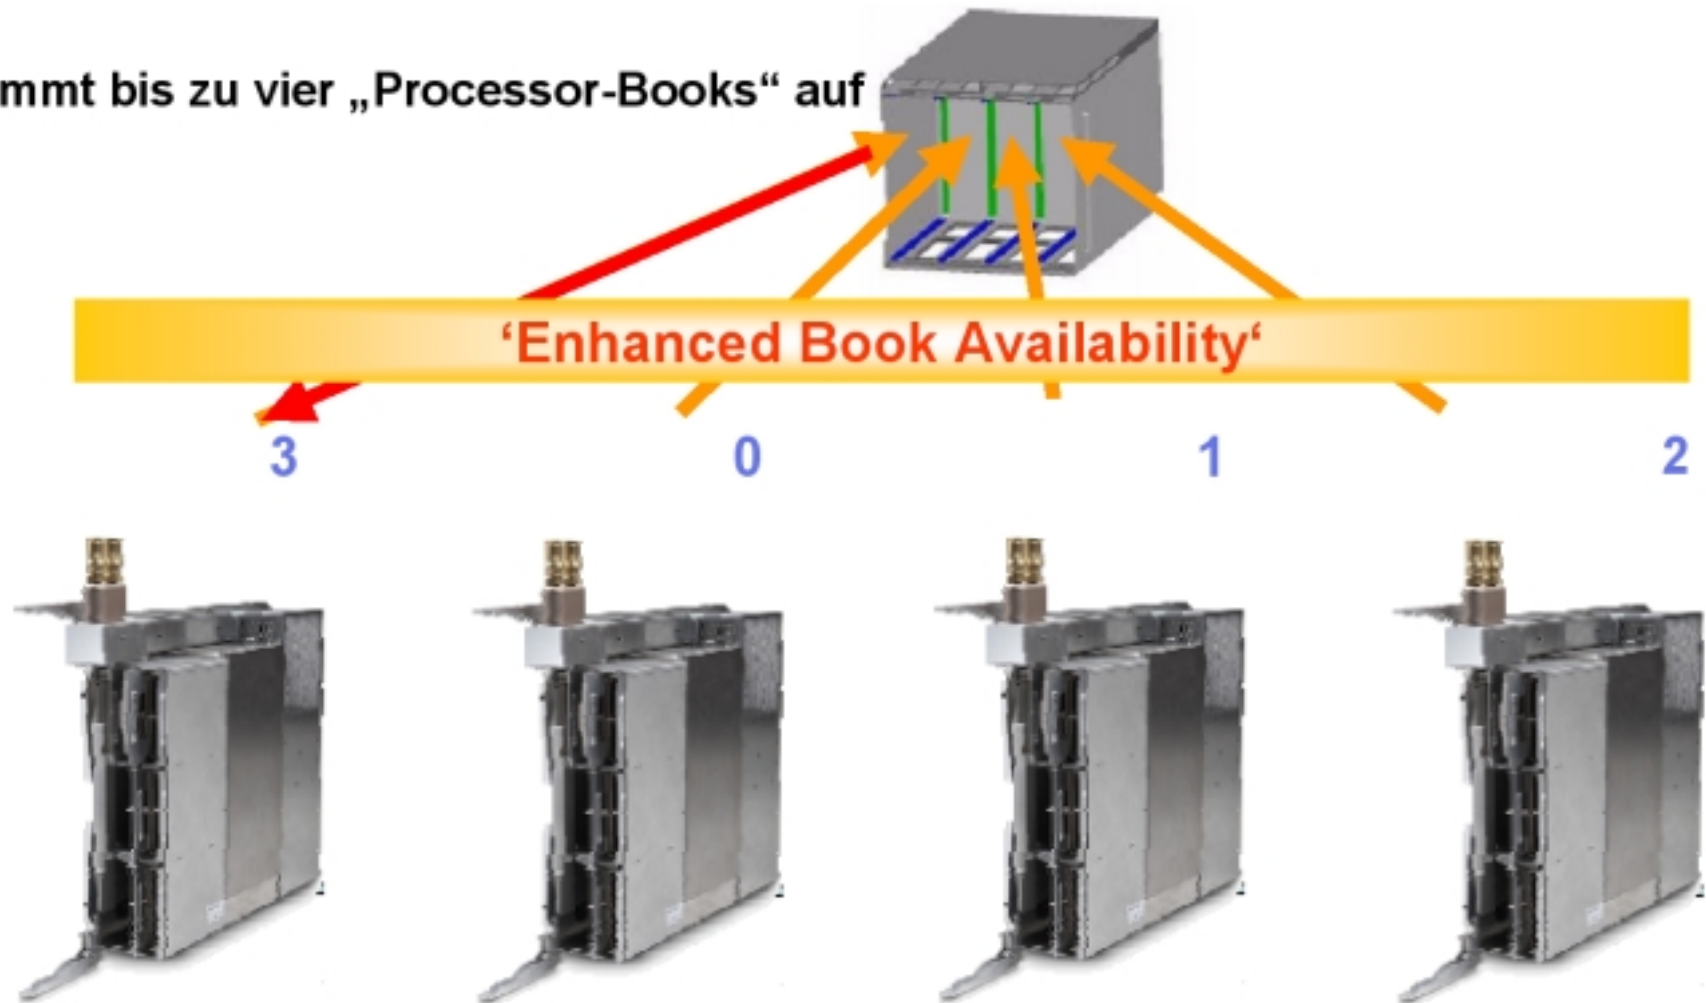 mmt bis zu vier „Processor-Books“ auf
‘Enhanced Book Availability‘
3 0 1 2